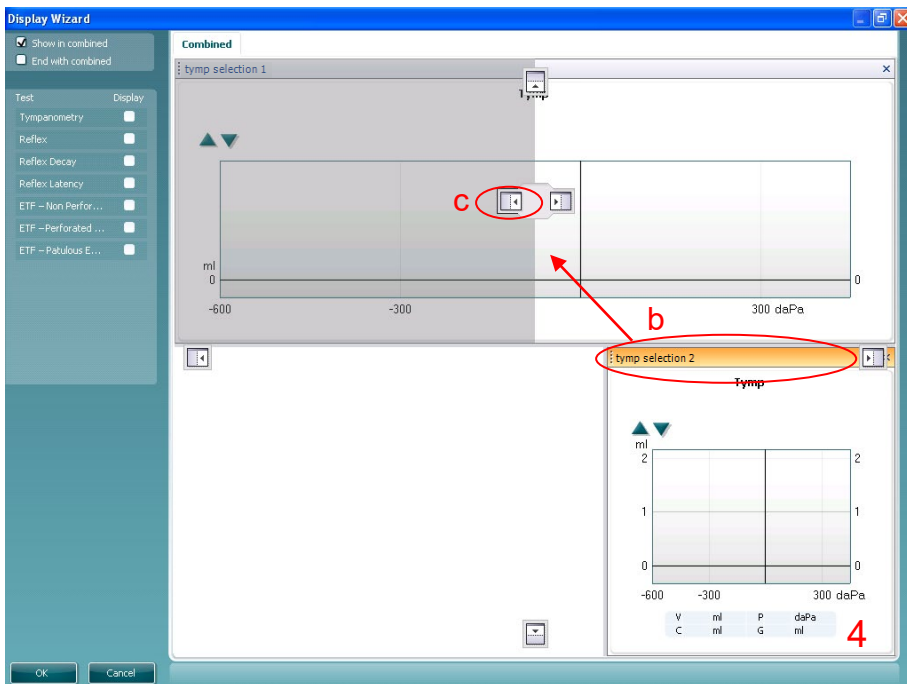 Display Wizard
Show in combined
End with combined
Test Display
Tympanometry
Reflex
Reflex Decay
Reflex Latency
ETF – Non Perfor...
ETF –Perforated ...
ETF – Patulous E...
OK Cancel
Combined
tymp selection 1
Tymp
ml
0 0
-600 -300 300 daPa
c
b
tymp selection 2
Tymp
ml
2 2
1 1
0 0
-600 -300 300 daPa
V ml P daPa
C ml G ml
4